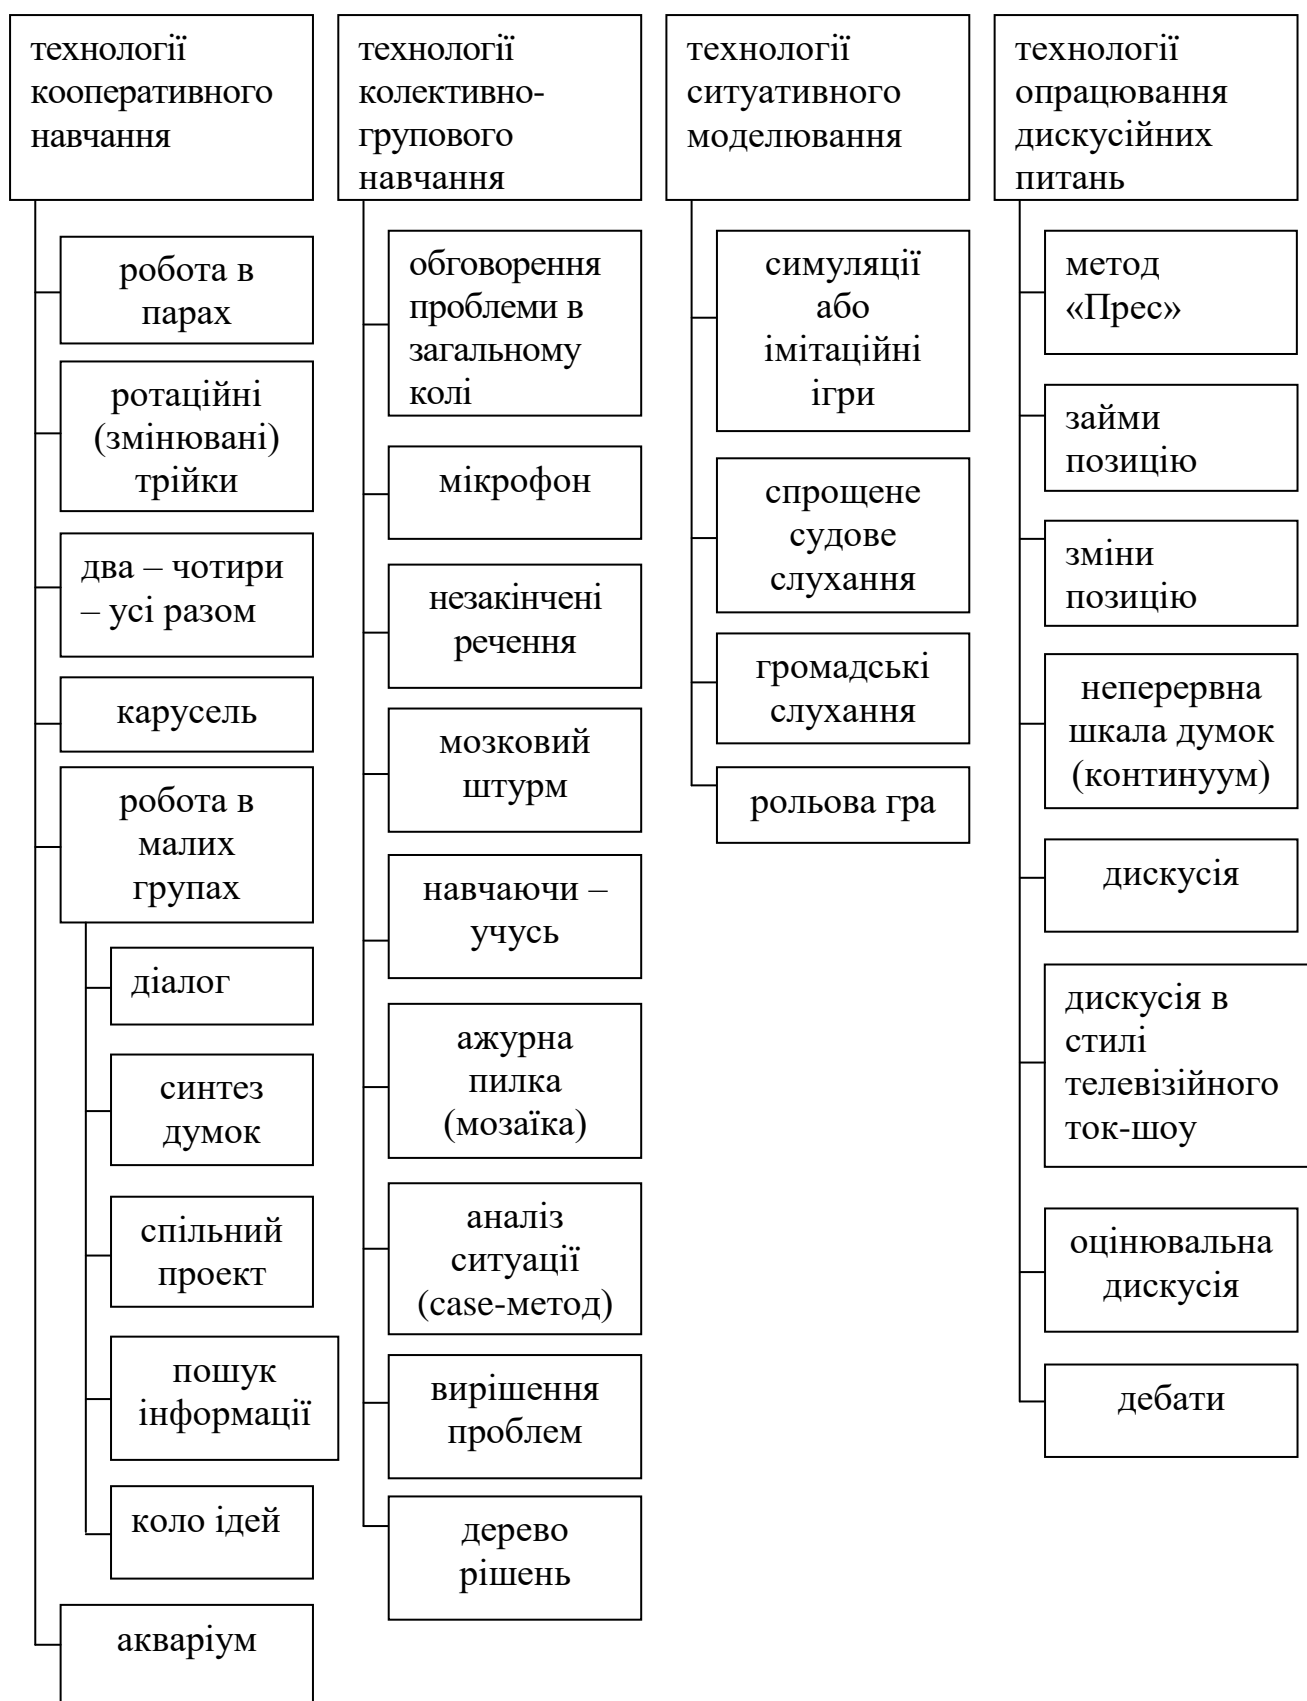 технології
кооперативного
навчання
робота в
парах
ротаційні
(змінювані)
трійки
два – чотири
– усі разом
карусель
робота в
малих
групах
діалог
синтез
думок
спільний
проект
пошук
інформації
коло ідей
акваріум
технології
колективно-
групового
навчання
обговорення
проблеми в
загальному
колі
мікрофон
незакінчені
речення
мозковий
штурм
навчаючи –
учусь
ажурна
пилка
(мозаїка)
аналіз
ситуації
(case-метод)
вирішення
проблем
дерево
рішень
технології
ситуативного
моделювання
симуляції
або
імітаційні
ігри
спрощене
судове
слухання
громадські
слухання
рольова гра
технології
опрацювання
дискусійних
питань
метод
«Прес»
займи
позицію
зміни
позицію
неперервна
шкала думок
(континуум)
дискусія
дискусія в
стилі
телевізійного
ток-шоу
оцінювальна
дискусія
дебати